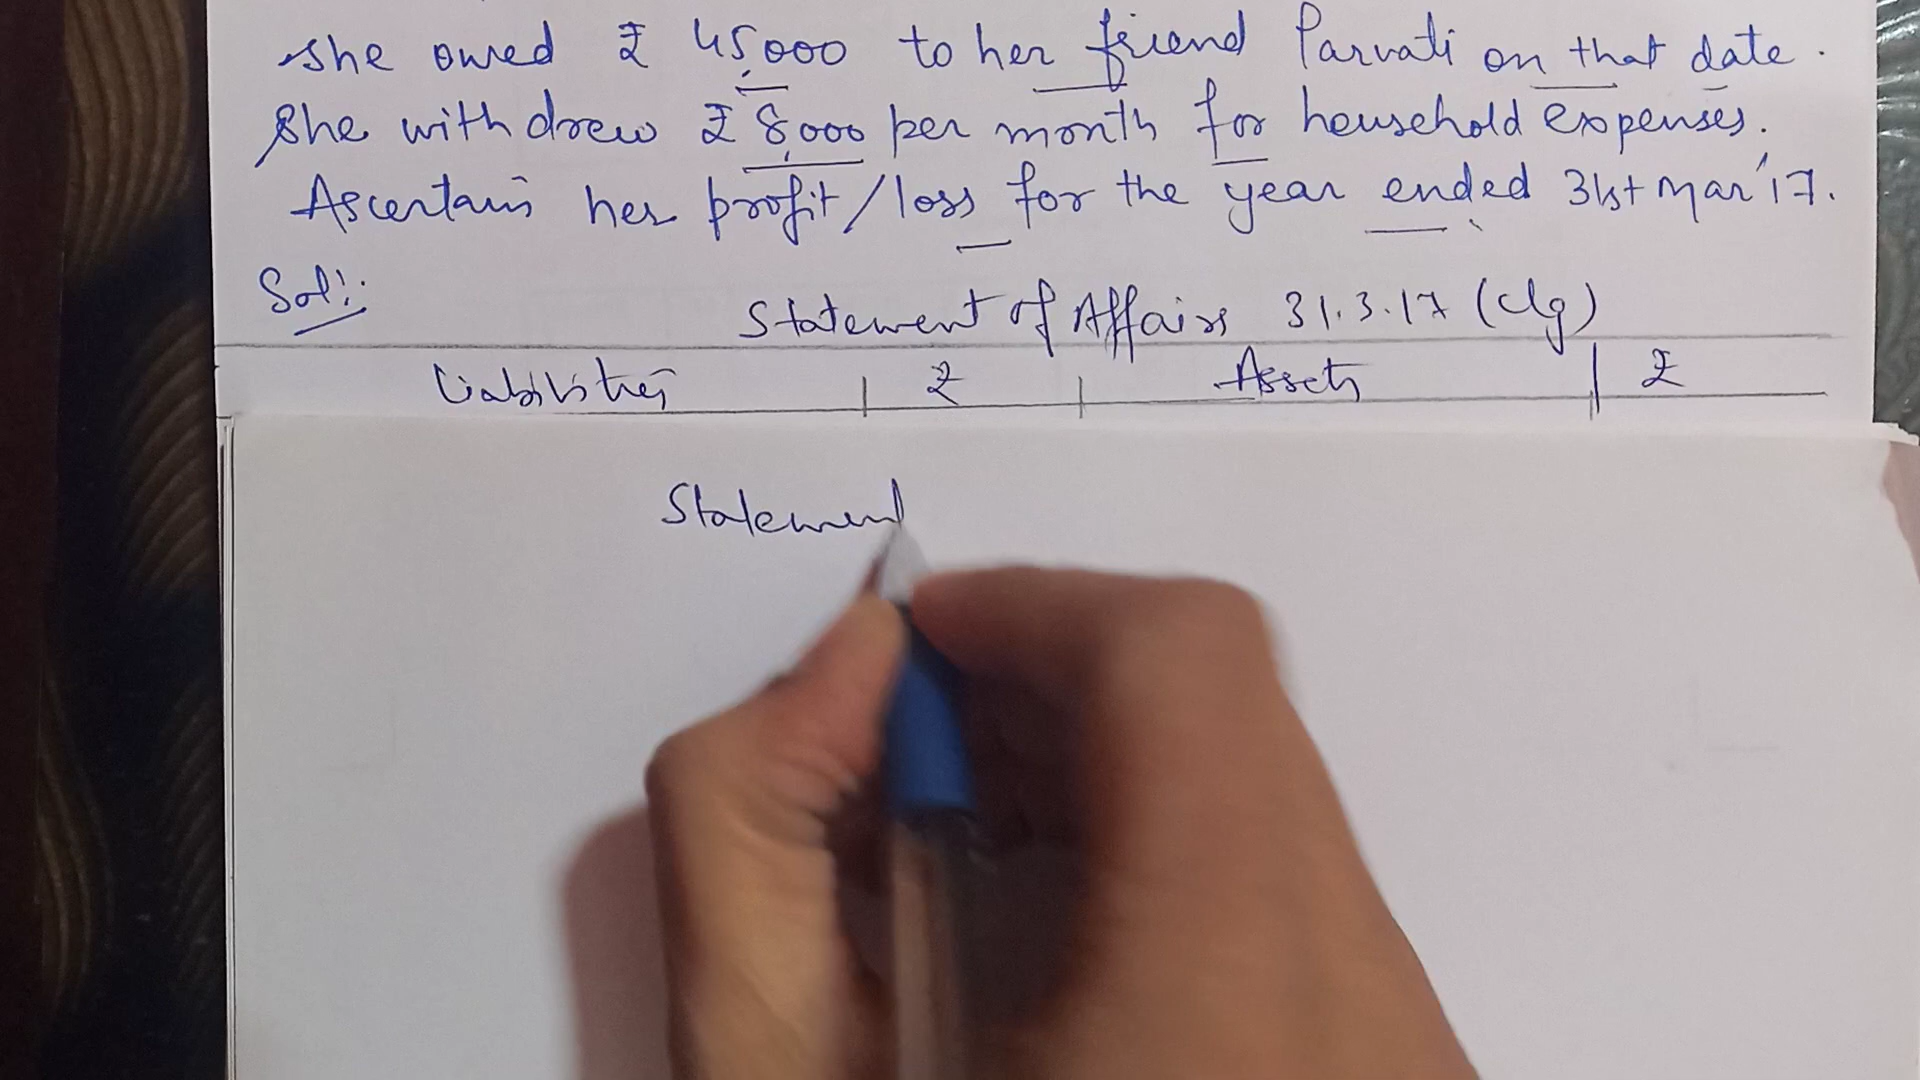 she owed ₹ 45,000 to her friend Parvati on that date.
She withdrew ₹ 8,000 per month for household expenses.
Ascertain her profit/loss for the year ended 31st Mar'17.
Sol:
Statement of Affairs 31.3.17 (Clg)
Liabilities ₹ Assets ₹
Statement